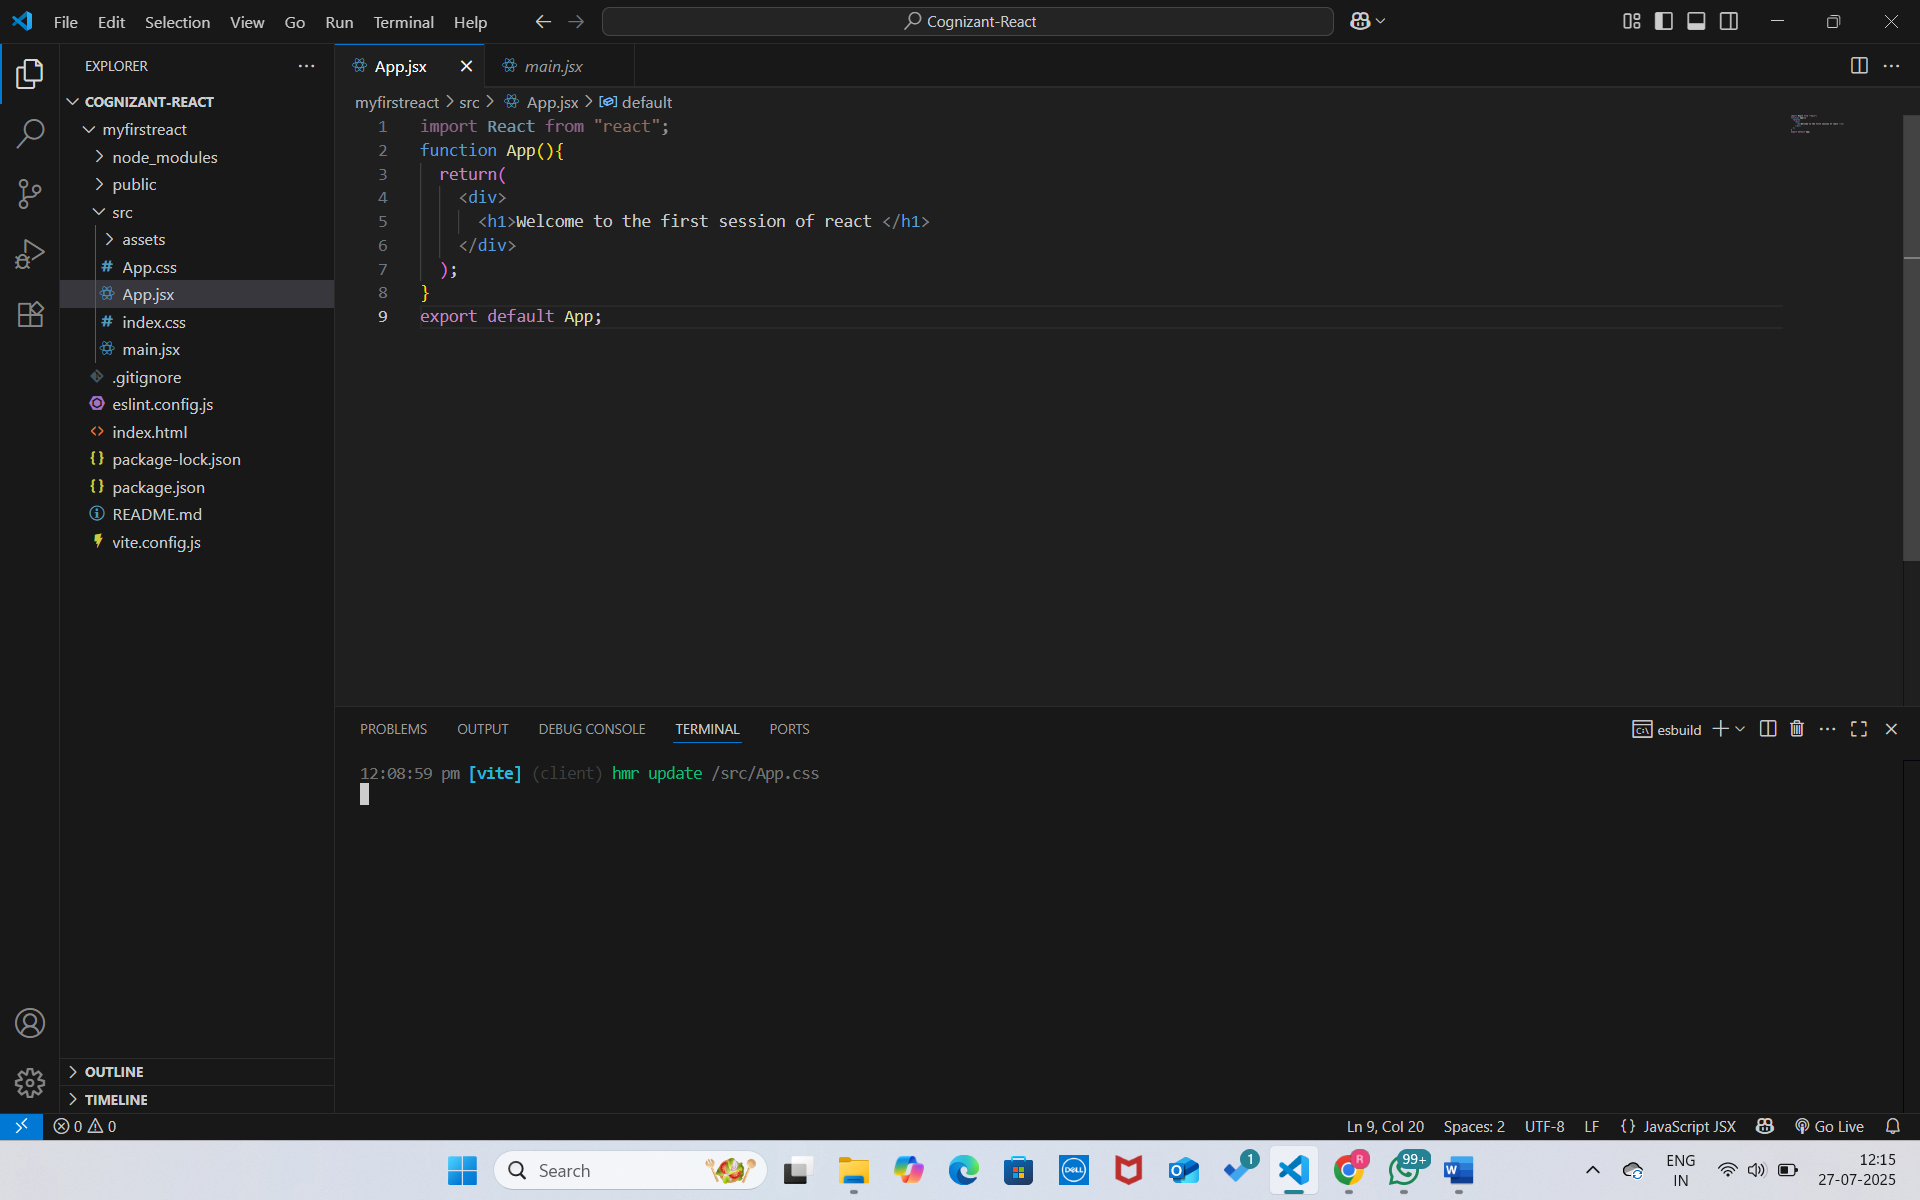 File Edit Selection View Go Run Terminal Help
Cognizant-React
EXPLORER
COGNIZANT-REACT
myfirstreact
node_modules
public
src
assets
# App.css
App.jsx
# index.css
main.jsx
.gitignore
eslint.config.js
<> index.html
{} package-lock.json
{} package.json
README.md
vite.config.js
OUTLINE
TIMELINE
App.jsx main.jsx
myfirstreact > src > App.jsx > default
1 import React from "react";
2 function App(){
3 return(
4 <div>
5 <h1>Welcome to the first session of react </h1>
6 </div>
7 );
8 }
9 export default App;
PROBLEMS OUTPUT DEBUG CONSOLE TERMINAL PORTS
esbuild
12:08:59 pm [vite] (client) hmr update /src/App.css
0 0
Ln 9, Col 20 Spaces: 2 UTF-8 LF {} JavaScript JSX Go Live
Search
DELL
1
R
99+
W
ENG
IN
12:15
27-07-2025